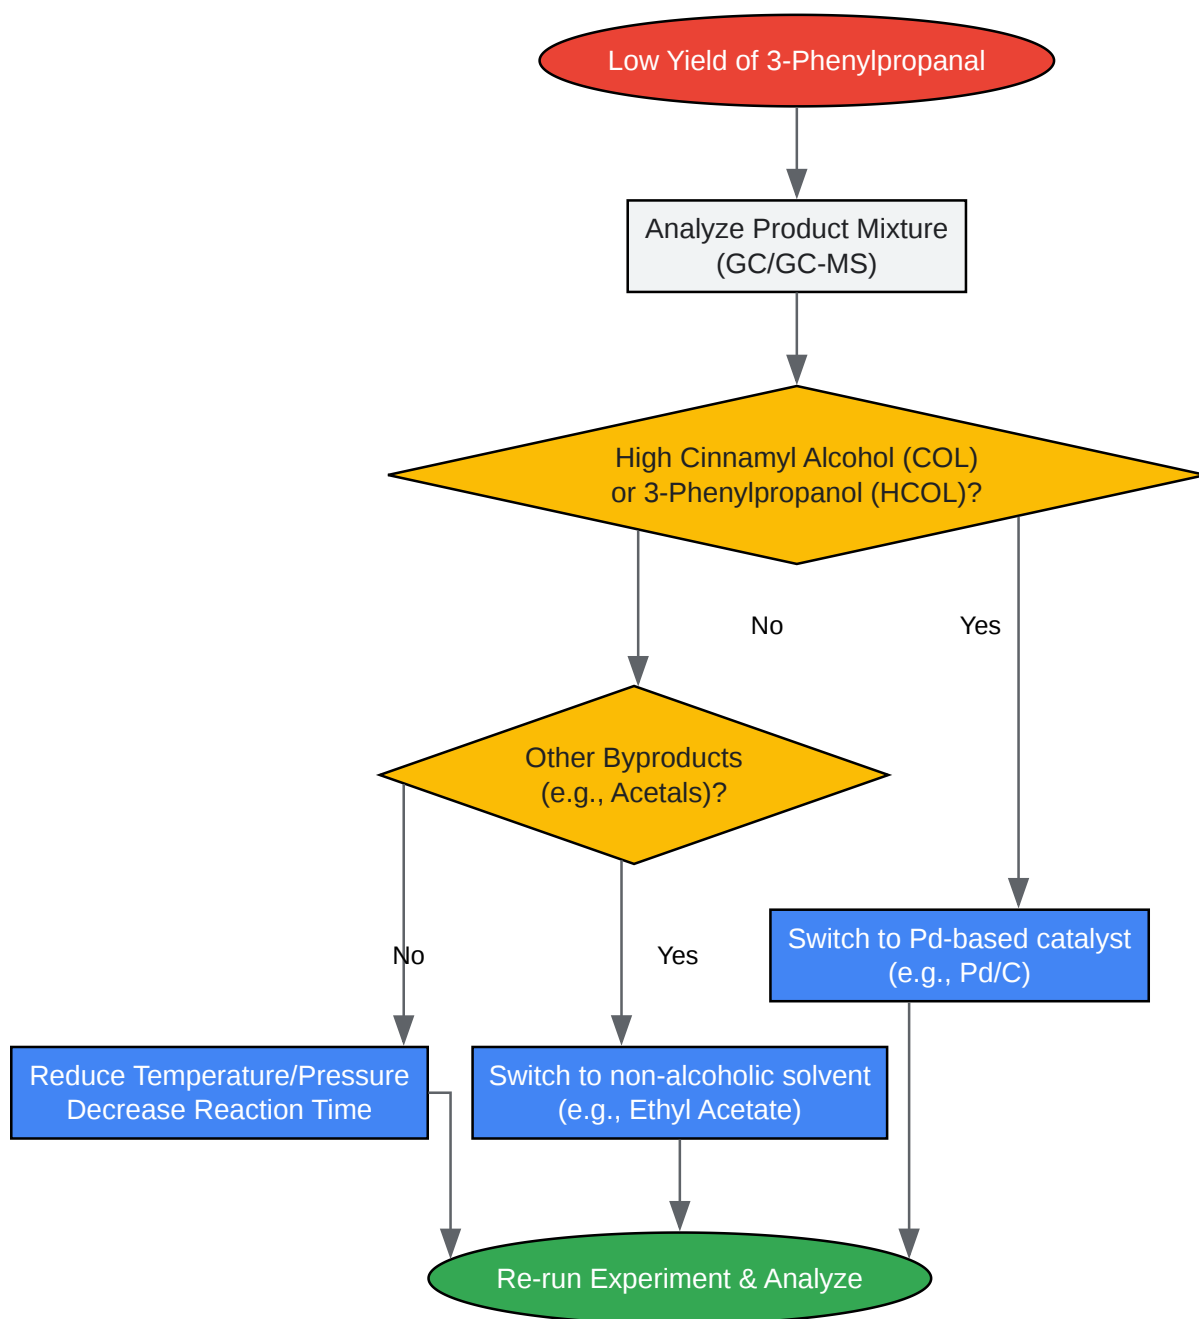 Low Yield of 3-Phenylpropanal
Analyze Product Mixture
(GC/GC-MS)
High Cinnamyl Alcohol (COL)
or 3-Phenylpropanol (HCOL)?
No
Yes
Other Byproducts
(e.g., Acetals)?
Switch to Pd-based catalyst
(e.g., Pd/C)
No
Yes
Reduce Temperature/Pressure
Decrease Reaction Time
Switch to non-alcoholic solvent
(e.g., Ethyl Acetate)
Re-run Experiment & Analyze